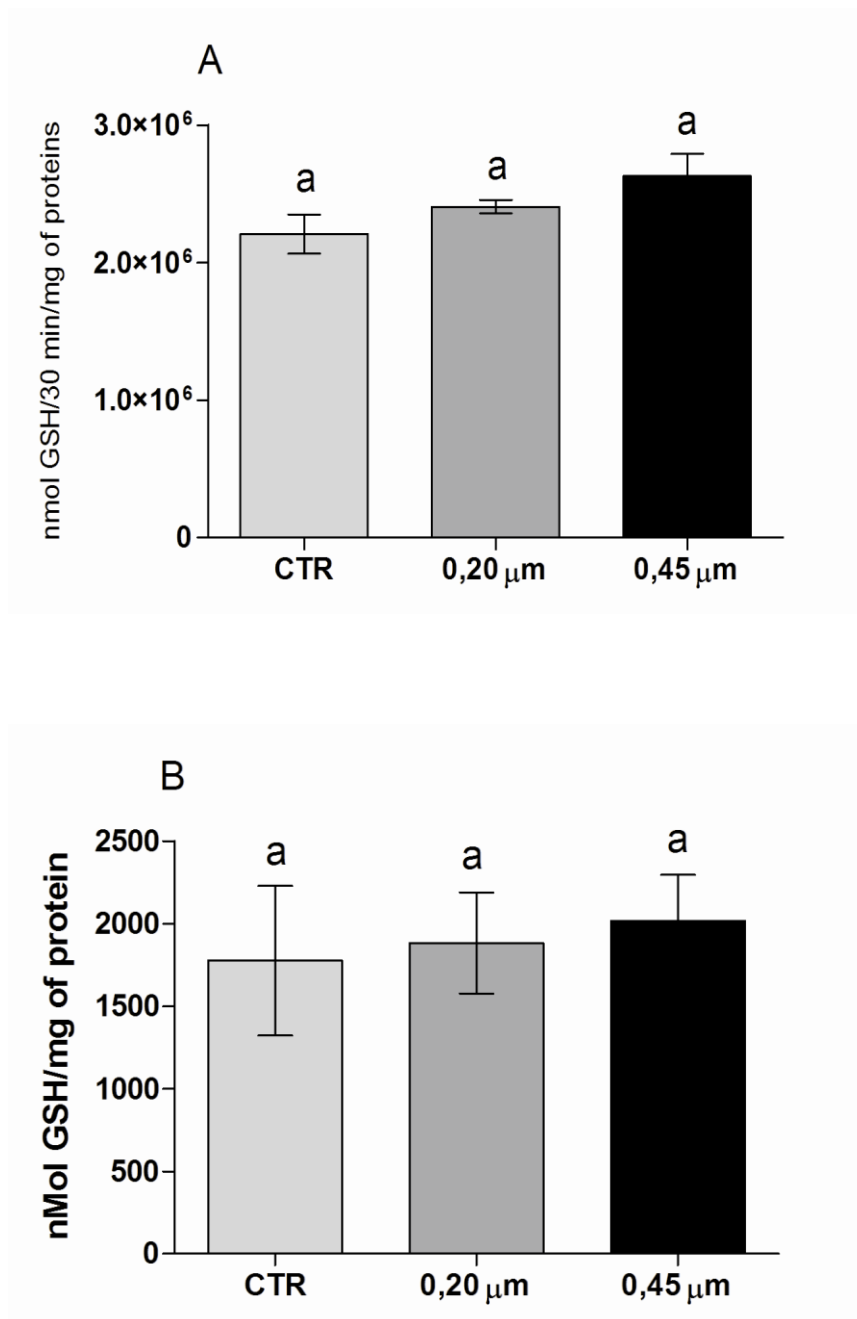 A
nmol GSH/30 min/mg of proteins
3.0×10⁶
2.0×10⁶
1.0×10⁶
0
a
a
a
CTR
0,20 μm
0,45 μm
B
nMol GSH/mg of protein
2500
2000
1500
1000
500
0
a
a
a
CTR
0,20 μm
0,45 μm